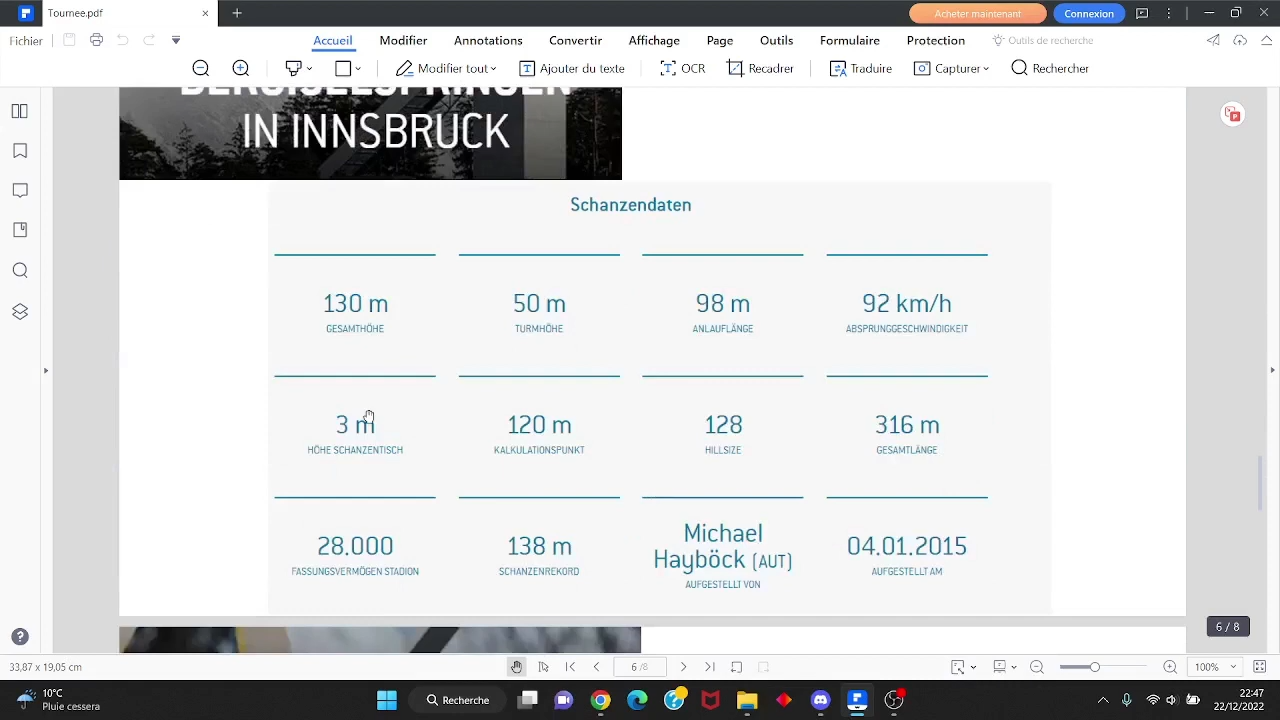 Tournee.pdf
Acheter maintenant
Connexion
Fichier
Accueil
Modifier
Annotations
Convertir
Affichage
Page
Outils
Formulaire
Protection
Outils de recherche
Modifier tout
Ajouter du texte
OCR
Recadrer
Traduire
Capturer
Rechercher
BERGISELSPRINGEN
IN INNSBRUCK
Schanzendaten
130 m
GESAMTHÖHE
50 m
TURMHÖHE
98 m
ANLAUFLÄNGE
92 km/h
ABSPRUNGGESCHWINDIGKEIT
3 m
HÖHE SCHANZENTISCH
120 m
KALKULATIONSPUNKT
128
HILLSIZE
316 m
GESAMTLÄNGE
28.000
FASSUNGSVERMÖGEN STADION
138 m
SCHANZENREKORD
Michael
Hayböck (AUT)
AUFGESTELLT VON
04.01.2015
AUFGESTELLT AM
6 / 8
33,87 x 19,05 cm
6 /8
100%
10°C
Pluie cessera
Rechercher
22:47
22/12/2022